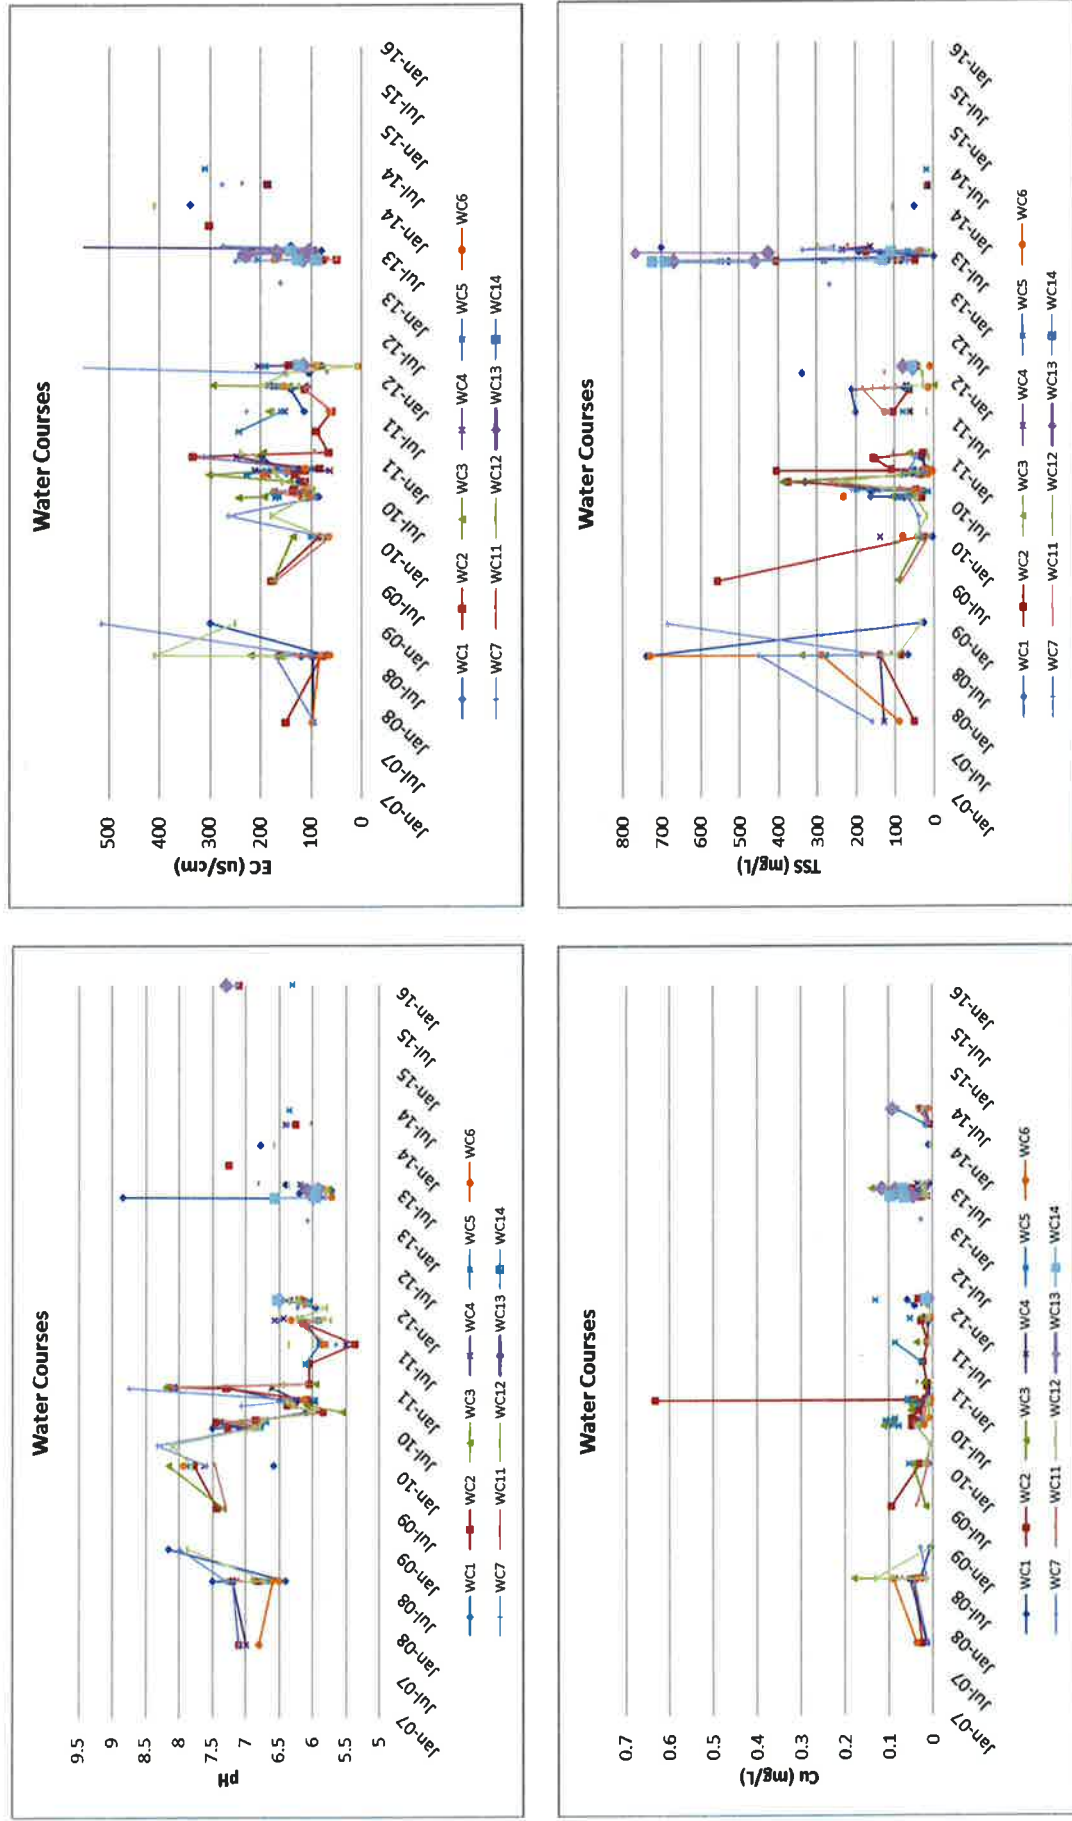 Water Courses
9.5
9
8.5
8
7.5
7
6.5
6
5.5
5
pH
Jan-07
Jul-07
Jan-08
Jul-08
Jan-09
Jul-09
Jan-10
Jul-10
Jan-11
Jul-11
Jan-12
Jul-12
Jan-13
Jul-13
Jan-14
Jul-14
Jan-15
Jul-15
Jan-16
WC1 WC2 WC3 WC4 WC5 WC6
WC7 WC11 WC12 WC13 WC14
Water Courses
500
400
300
200
100
0
EC (uS/cm)
Jan-07
Jul-07
Jan-08
Jul-08
Jan-09
Jul-09
Jan-10
Jul-10
Jan-11
Jul-11
Jan-12
Jul-12
Jan-13
Jul-13
Jan-14
Jul-14
Jan-15
Jul-15
Jan-16
WC1 WC2 WC3 WC4 WC5 WC6
WC7 WC11 WC12 WC13 WC14
Water Courses
0.7
0.6
0.5
0.4
0.3
0.2
0.1
0
Cu (mg/L)
Jan-07
Jul-07
Jan-08
Jul-08
Jan-09
Jul-09
Jan-10
Jul-10
Jan-11
Jul-11
Jan-12
Jul-12
Jan-13
Jul-13
Jan-14
Jul-14
Jan-15
Jul-15
Jan-16
WC1 WC2 WC3 WC4 WC5 WC6
WC7 WC11 WC12 WC13 WC14
Water Courses
800
700
600
500
400
300
200
100
0
TSS (mg/L)
Jan-07
Jul-07
Jan-08
Jul-08
Jan-09
Jul-09
Jan-10
Jul-10
Jan-11
Jul-11
Jan-12
Jul-12
Jan-13
Jul-13
Jan-14
Jul-14
Jan-15
Jul-15
Jan-16
WC1 WC2 WC3 WC4 WC5 WC6
WC7 WC11 WC12 WC13 WC14